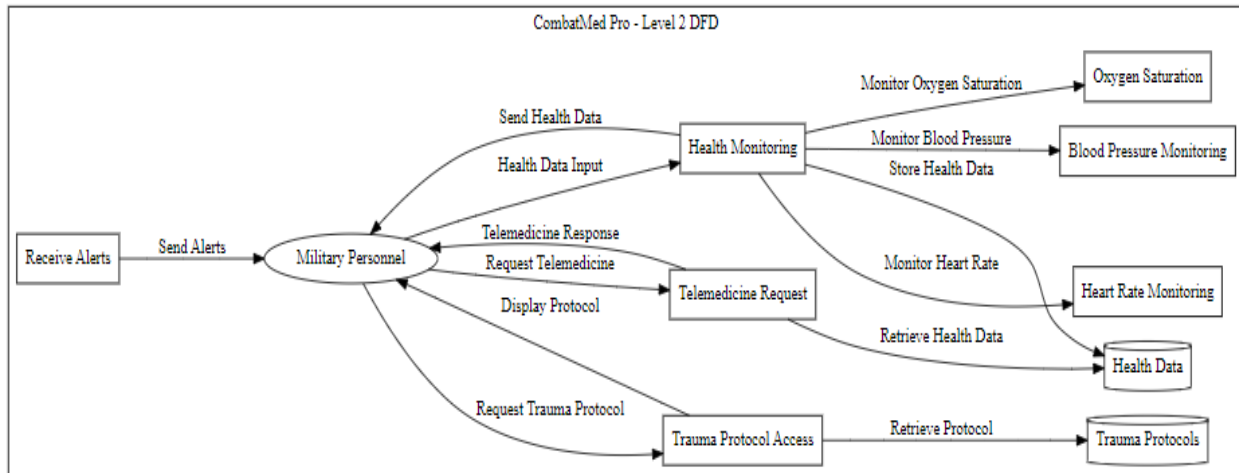 CombatMed Pro - Level 2 DFD
Monitor Oxygen Saturation
Oxygen Saturation
Send Health Data
Health Monitoring
Monitor Blood Pressure
Blood Pressure Monitoring
Health Data Input
Store Health Data
Receive Alerts
Send Alerts
Military Personnel
Telemedicine Response
Request Telemedicine
Telemedicine Request
Monitor Heart Rate
Heart Rate Monitoring
Display Protocol
Retrieve Health Data
Health Data
Request Trauma Protocol
Trauma Protocol Access
Retrieve Protocol
Trauma Protocols